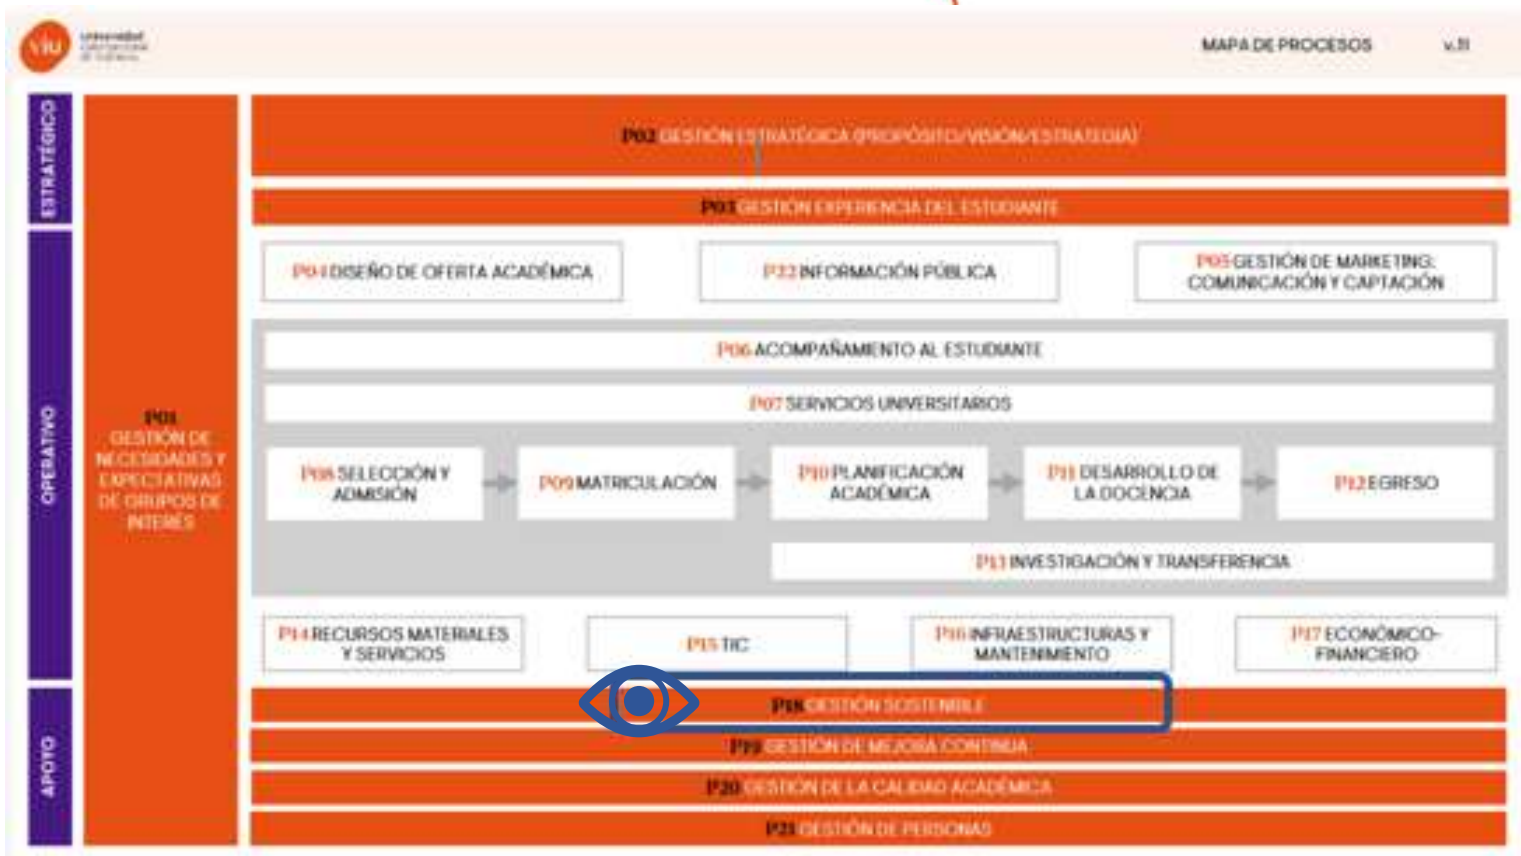 viu
MAPA DE PROCESOS
v.11
ESTRATÉGICO
P02 GESTIÓN ESTRATÉGICA (PROPÓSITO/VISIÓN/ESTRATEGIA)
P03 GESTIÓN EXPERIENCIA DEL ESTUDIANTE
OPERATIVO
P01
GESTIÓN DE
NECESIDADES Y
EXPECTATIVAS
DE GRUPOS DE
INTERÉS
P04 DISEÑO DE OFERTA ACADÉMICA
P22 INFORMACIÓN PÚBLICA
P05 GESTIÓN DE MARKETING:
COMUNICACIÓN Y CAPTACIÓN
P06 ACOMPAÑAMIENTO AL ESTUDIANTE
P07 SERVICIOS UNIVERSITARIOS
P08 SELECCIÓN Y
ADMISIÓN
P09 MATRICULACIÓN
P10 PLANIFICACIÓN
ACADÉMICA
P11 DESARROLLO DE
LA DOCENCIA
P12 EGRESO
P13 INVESTIGACIÓN Y TRANSFERENCIA
P14 RECURSOS MATERIALES
Y SERVICIOS
P15 TIC
P16 INFRAESTRUCTURAS Y
MANTENIMIENTO
P17 ECONÓMICO-
FINANCIERO
APOYO
P18 GESTIÓN SOSTENIBLE
P19 GESTIÓN DE MEJORA CONTINUA
P20 GESTIÓN DE LA CALIDAD ACADÉMICA
P21 GESTIÓN DE PERSONAS